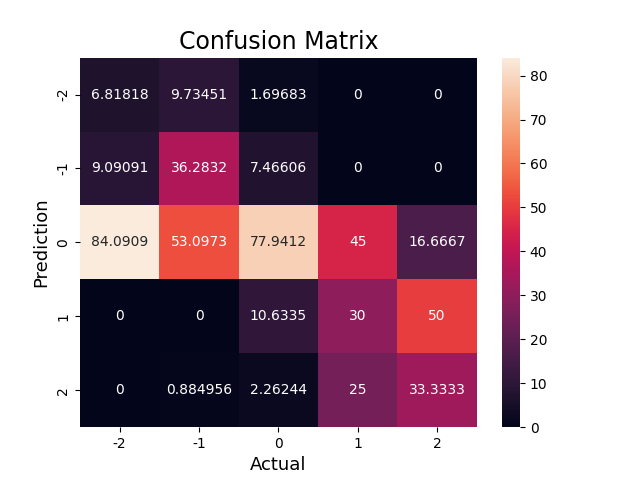 Confusion Matrix
-2 6.81818 9.73451 1.69683 0 0
-1 9.09091 36.2832 7.46606 0 0
0 84.0909 53.0973 77.9412 45 16.6667
1 0 0 10.6335 30 50
2 0 0.884956 2.26244 25 33.3333
-2 -1 0 1 2
Prediction
Actual
80
70
60
50
40
30
20
10
0